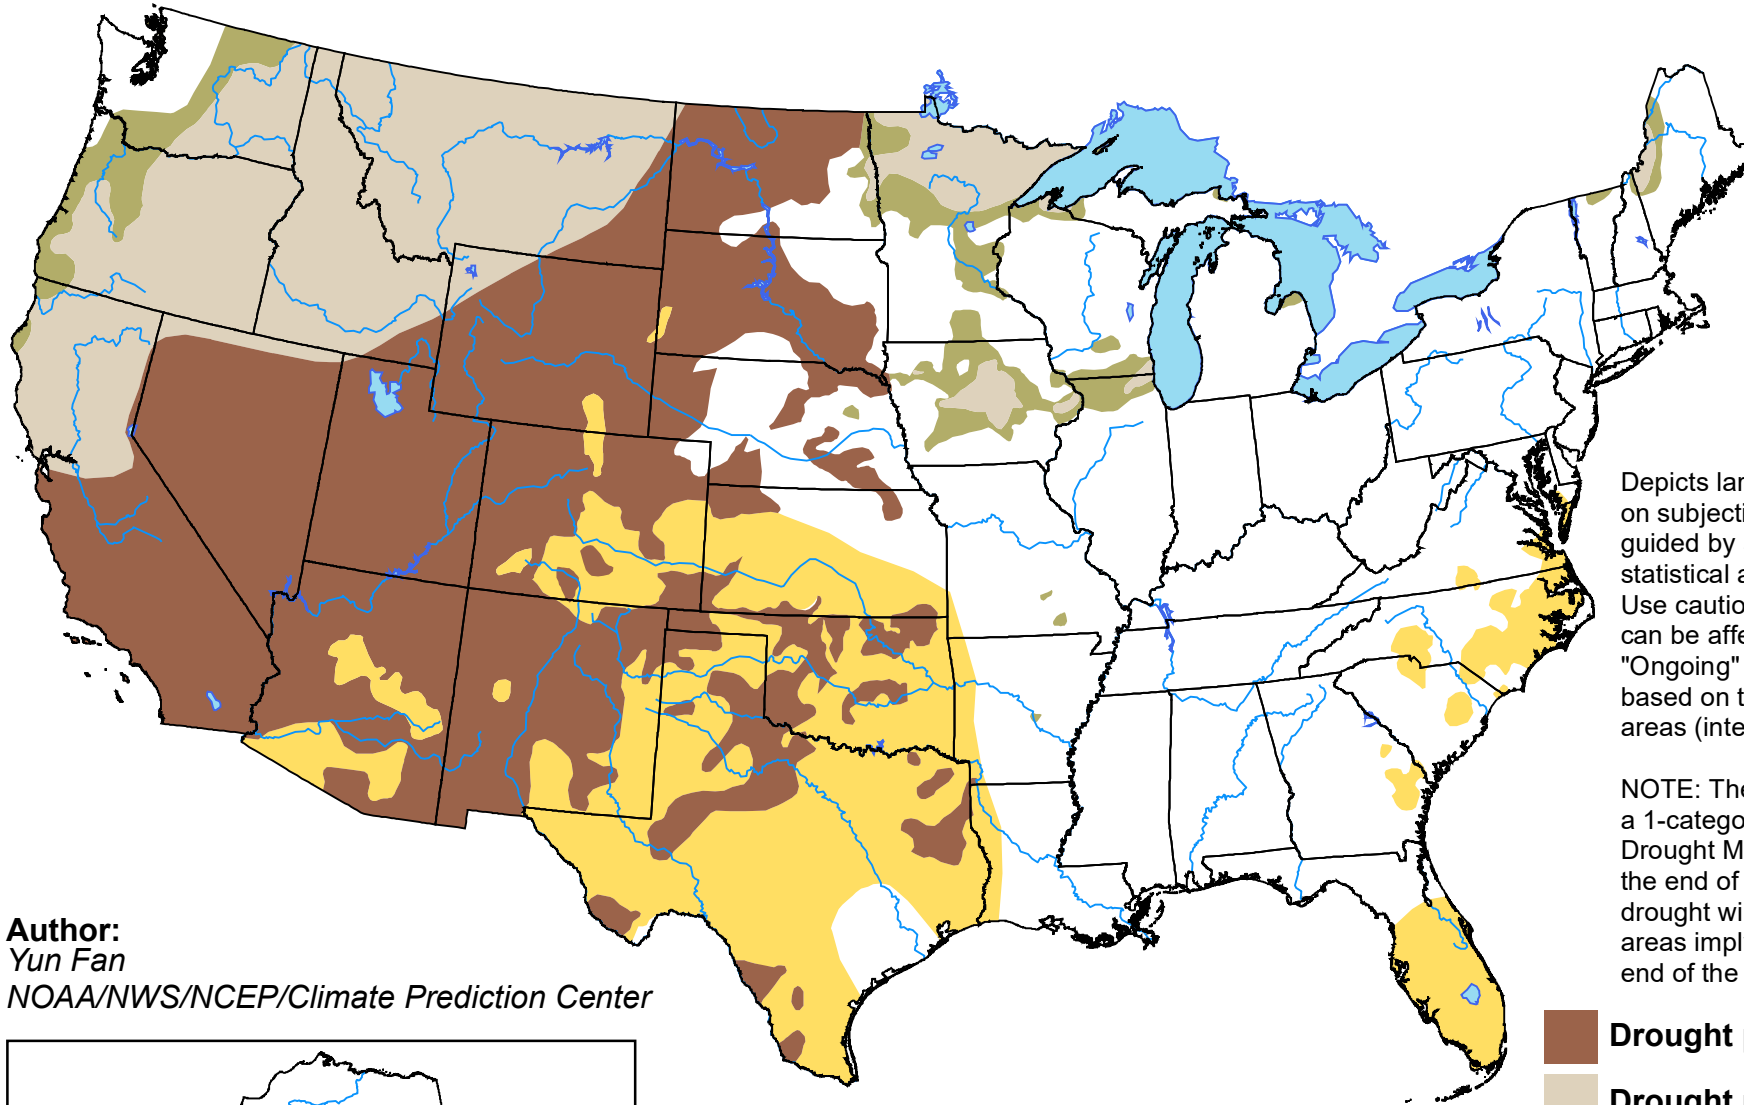 Depicts lar
on subjecti
guided by
statistical a
Use cautio
can be affe
"Ongoing"
based on t
areas (inte
NOTE: The
a 1-catego
Drought M
the end of
drought wi
areas impl
end of the
Author:
Yun Fan
NOAA/NWS/NCEP/Climate Prediction Center
Drought
Drought